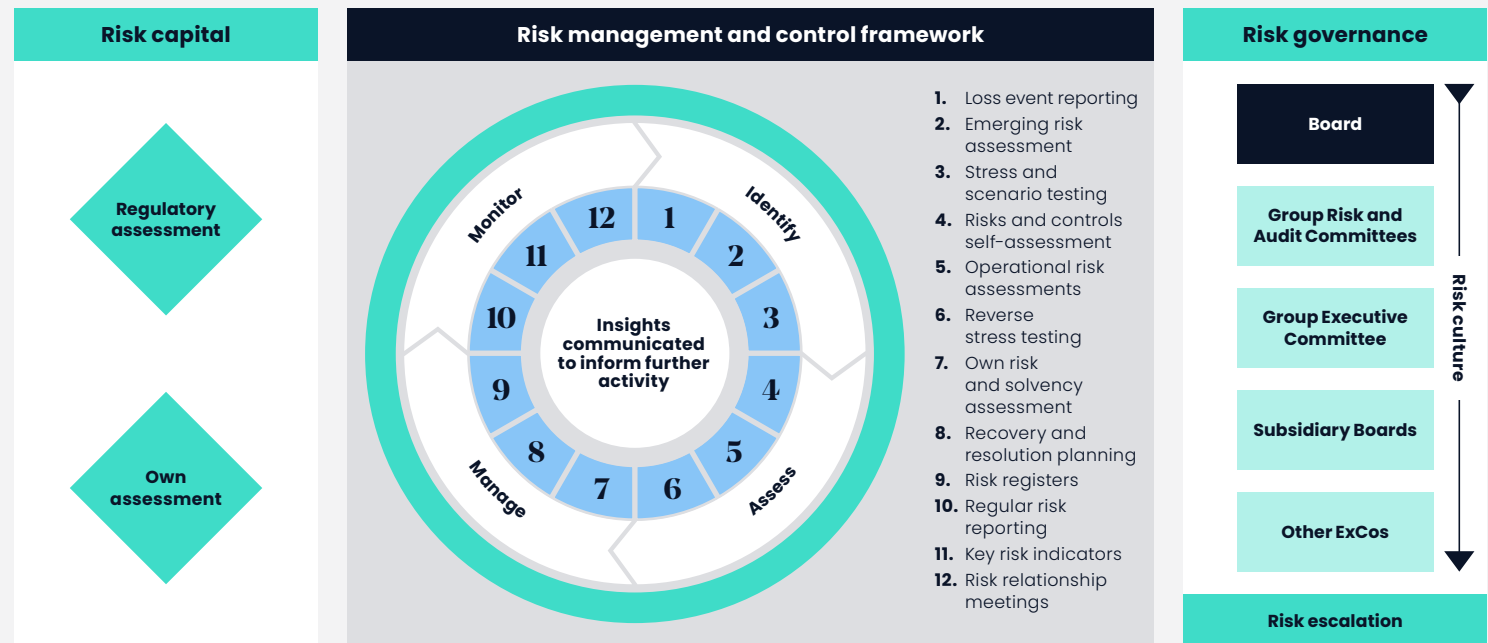 Risk capital
Regulatory
assessment
Own
assessment
Risk management and control framework
Identify
Assess
Manage
Monitor
1
2
3
4
5
6
7
8
9
10
11
12
Insights
communicated
to inform further
activity
1. Loss event reporting
2. Emerging risk
assessment
3. Stress and
scenario testing
4. Risks and controls
self-assessment
5. Operational risk
assessments
6. Reverse
stress testing
7. Own risk
and solvency
assessment
8. Recovery and
resolution planning
9. Risk registers
10. Regular risk
reporting
11. Key risk indicators
12. Risk relationship
meetings
Risk governance
Board
Group Risk and
Audit Committees
Group Executive
Committee
Subsidiary Boards
Other ExCos
Risk culture
Risk escalation